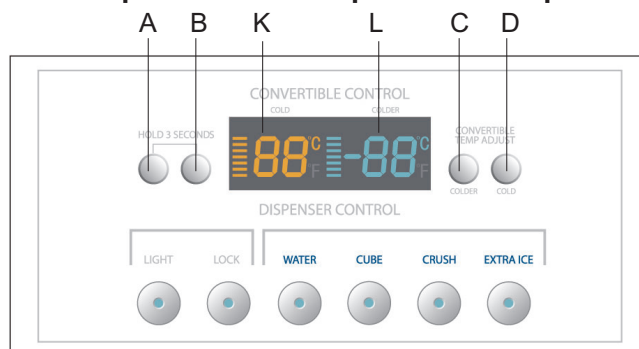 A B K L C D
CONVERTIBLE CONTROL
COLD COLDER
HOLD 3 SECONDS
88°C °F -88°C °F
CONVERTIBLE
TEMP ADJUST
COLDER COLD
DISPENSER CONTROL
LIGHT LOCK WATER CUBE CRUSH EXTRA ICE